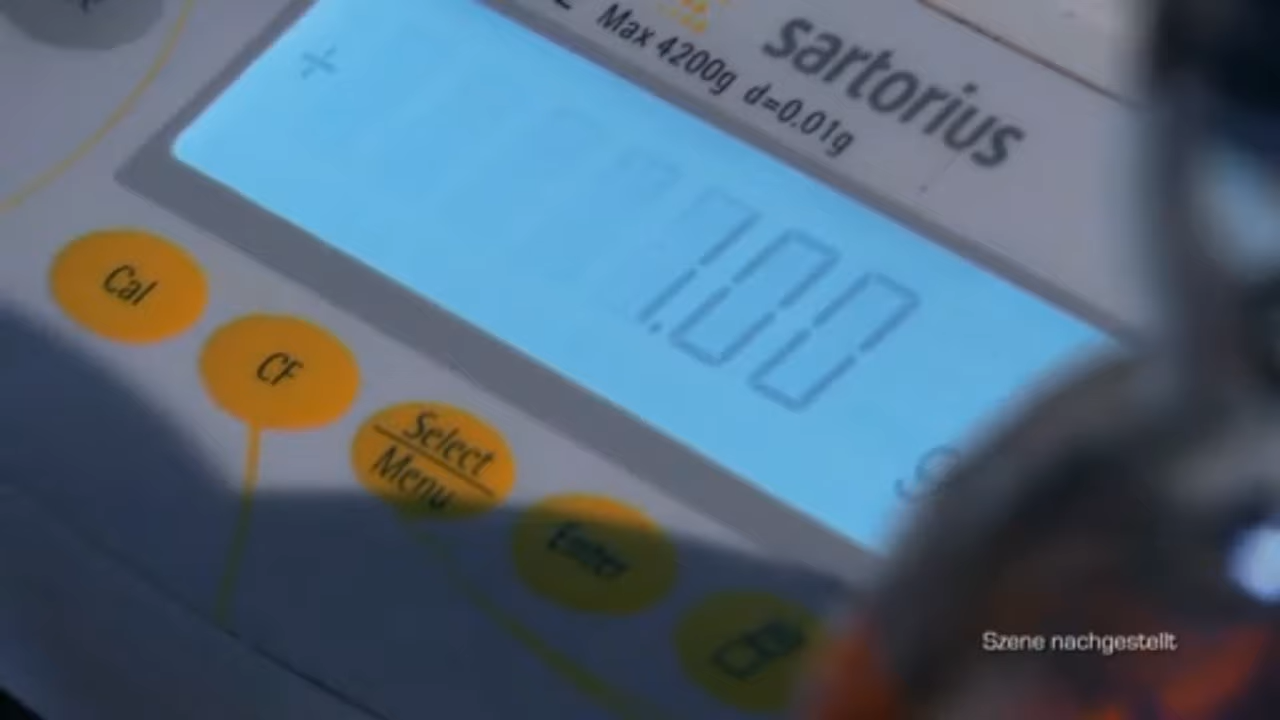 sartorius
Max 4200g d=0.01g
+
1.00
Cal
CF
Select
Menu
Enter
Szene nachgestellt